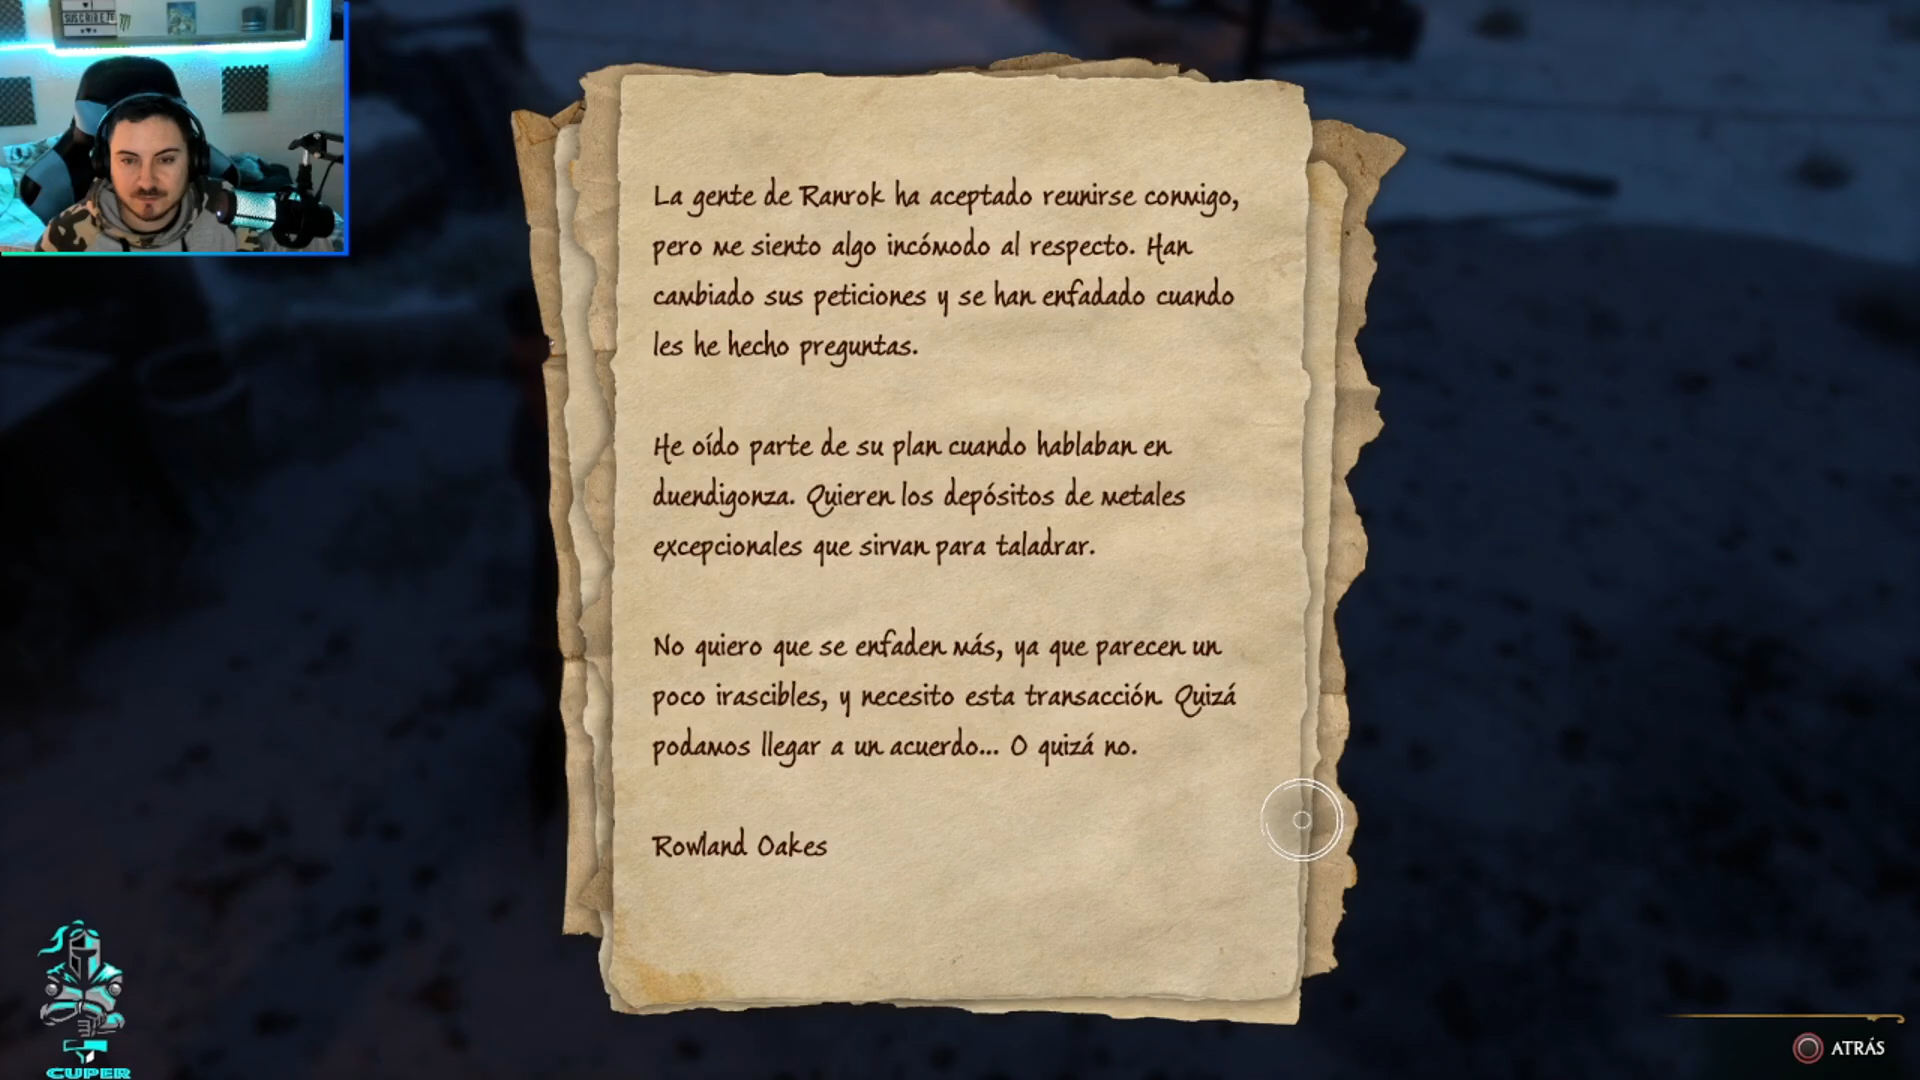 SUSCRIBETE
La gente de Ranrok ha aceptado reunirse conmigo,
pero me siento algo incómodo al respecto. Han
cambiado sus peticiones y se han enfadado cuando
les he hecho preguntas.
He oído parte de su plan cuando hablaban en
duendigonza. Quieren los depósitos de metales
excepcionales que sirvan para taladrar.
No quiero que se enfaden más, ya que parecen un
poco irascibles, y necesito esta transacción. Quizá
podamos llegar a un acuerdo... O quizá no.
Rowland Oakes
CUPER
ATRÁS